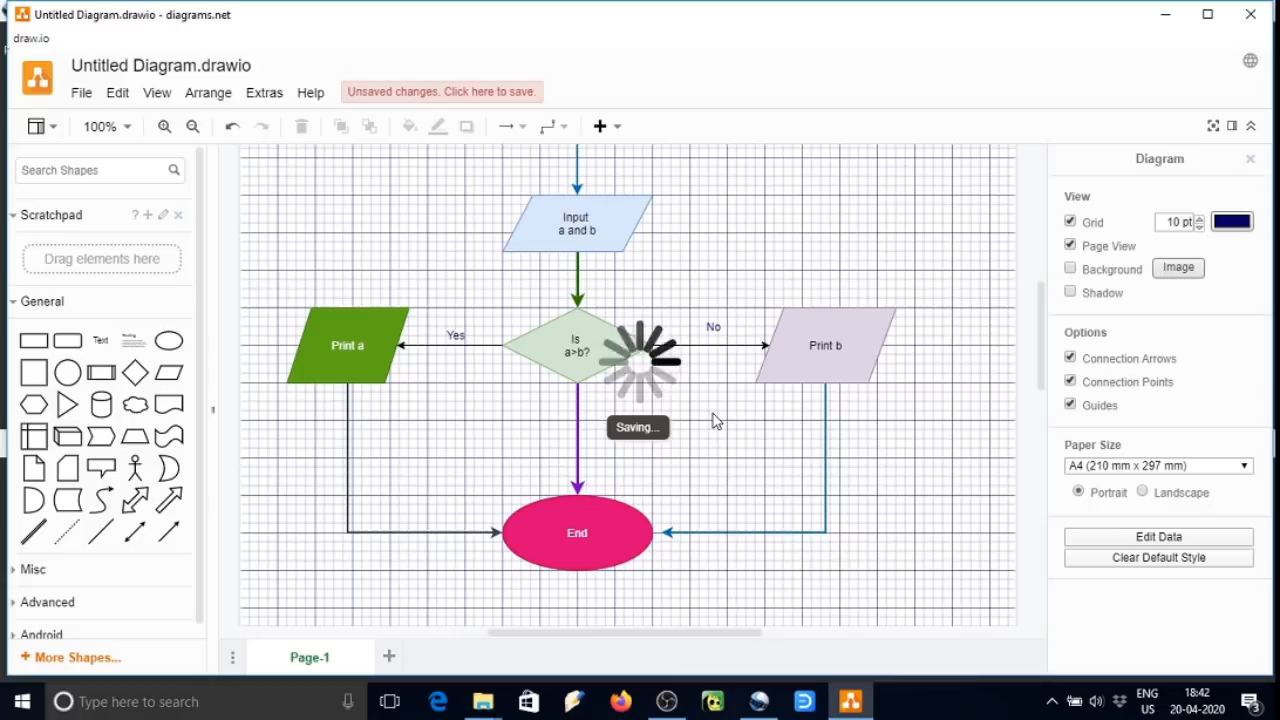 Untitled Diagram.drawio - diagrams.net
draw.io
Untitled Diagram.drawio
File Edit View Arrange Extras Help Unsaved changes. Click here to save.
100%
Search Shapes
Scratchpad ?
Drag elements here
General
Text
Misc
Advanced
Android
+ More Shapes...
Input
a and b
Print a
Yes
Is
a>b?
No
Print b
Saving...
End
Page-1
Diagram
View
Grid 10 pt
Page View
Background Image
Shadow
Options
Connection Arrows
Connection Points
Guides
Paper Size
A4 (210 mm x 297 mm)
Portrait Landscape
Edit Data
Clear Default Style
Type here to search
ENG
US
18:42
20-04-2020
3